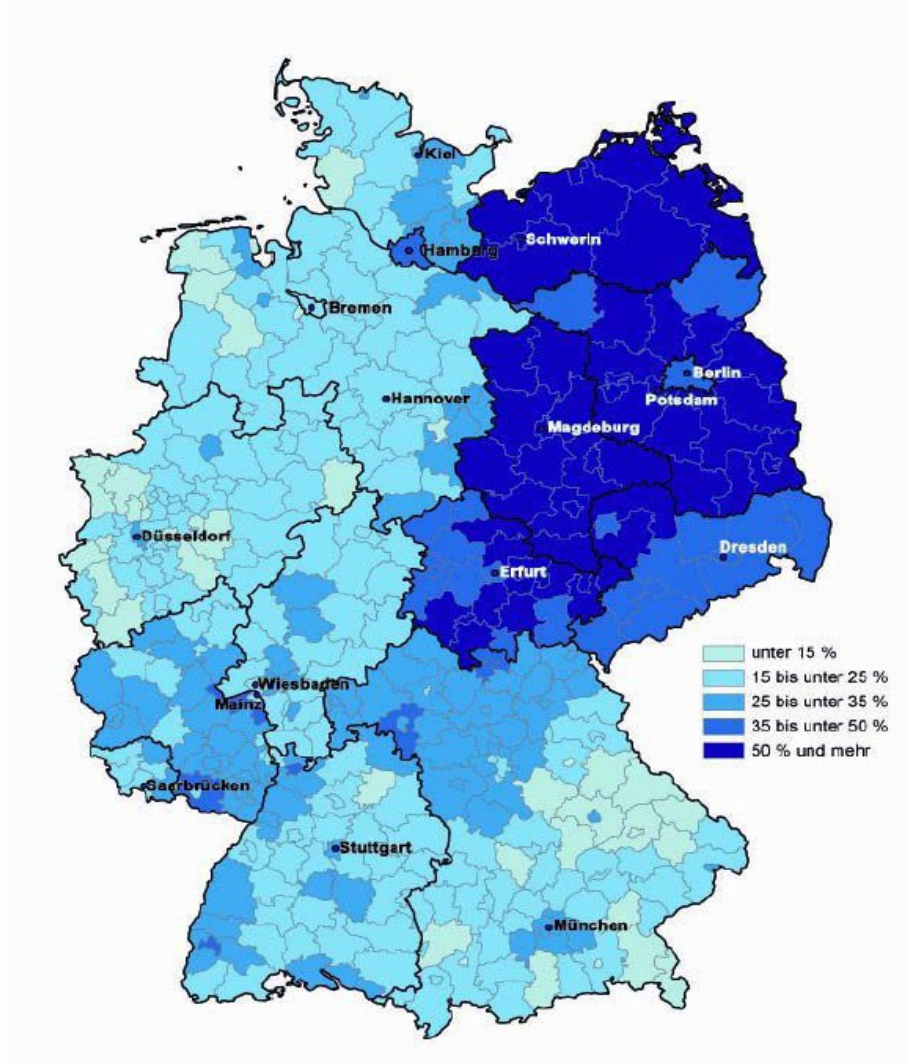 Kiel
Schwerin
Hamburg
Bremen
Berlin
Hannover
Potsdam
Magdeburg
Düsseldorf
Dresden
Erfurt
unter 15 %
15 bis unter 25 %
25 bis unter 35 %
35 bis unter 50 %
50 % und mehr
Wiesbaden
Mainz
Saarbrücken
Stuttgart
München